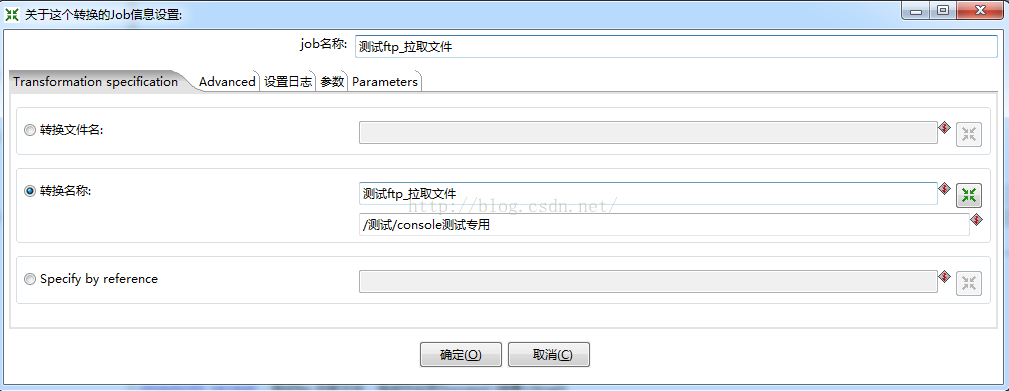 关于这个转换的Job信息设置:
job名称: 测试ftp_拉取文件
Transformation specification Advanced 设置日志 参数 Parameters
转换文件名:
转换名称: 测试ftp_拉取文件
http://blog.csdn.net/
/测试/console测试专用
Specify by reference
确定(O) 取消(C)